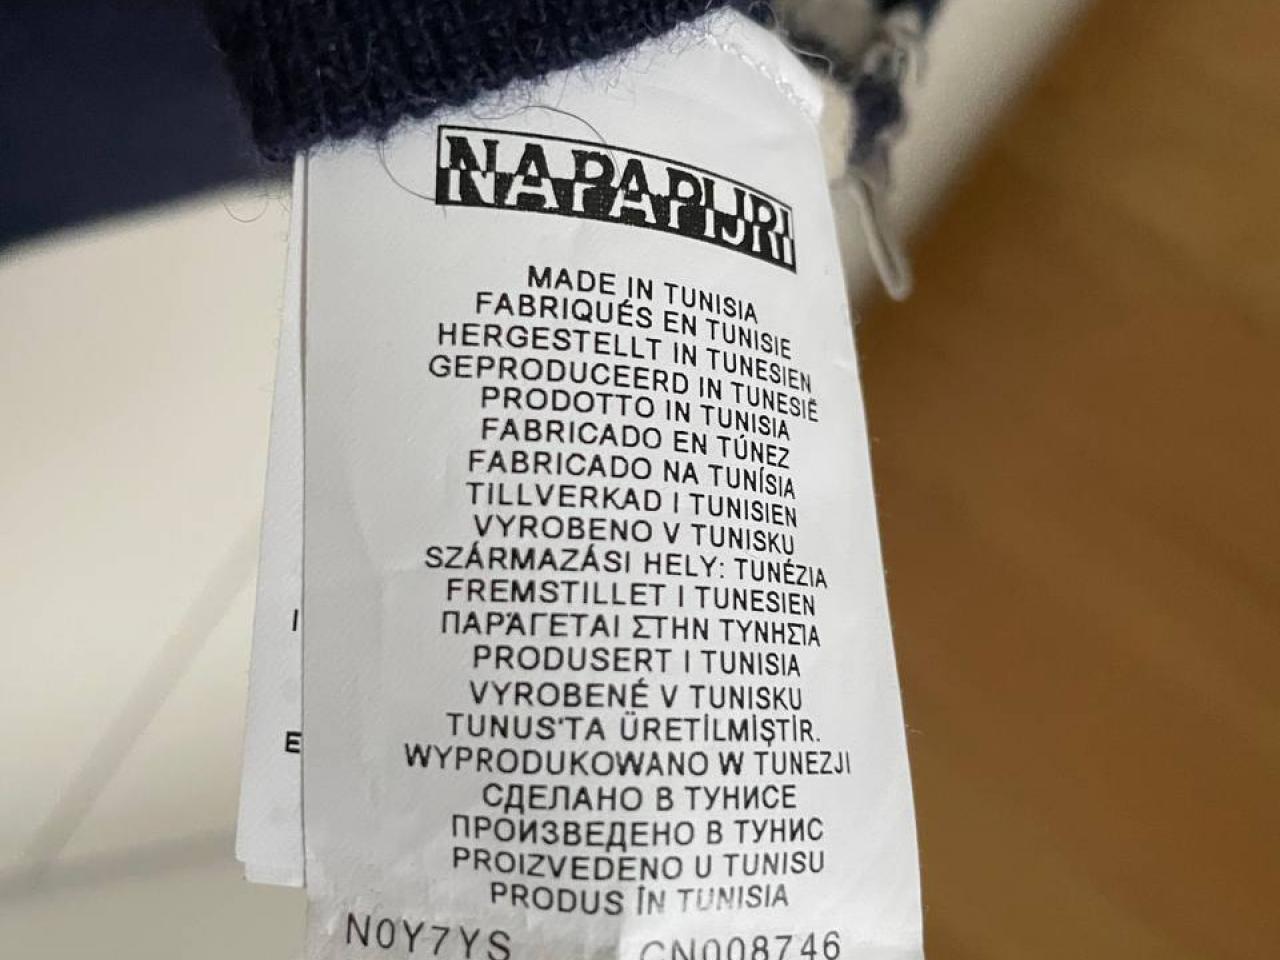 NAPAPIJRI
MADE IN TUNISIA
FABRIQUÉS EN TUNISIE
HERGESTELLT IN TUNESIEN
GEPRODUCEERD IN TUNESIË
PRODOTTO IN TUNISIA
FABRICADO EN TÚNEZ
FABRICADO NA TUNÍSIA
TILLVERKAD I TUNISIEN
VYROBENO V TUNISKU
SZÁRMAZÁSI HELY: TUNÉZIA
FREMSTILLET I TUNESIEN
ΠΑΡΆΓΕΤΑΙ ΣΤΗΝ ΤΥΝΗΣΙΑ
PRODUSERT I TUNISIA
VYROBENÉ V TUNISKU
TUNUS'TA ÜRETİLMİŞTİR.
WYPRODUKOWANO W TUNEZJI
СДЕЛАНО В ТУНИСЕ
ПРОИЗВЕДЕНО В ТУНИС
PROIZVEDENO U TUNISU
PRODUS ÎN TUNISIA
N0Y7YS CN008746